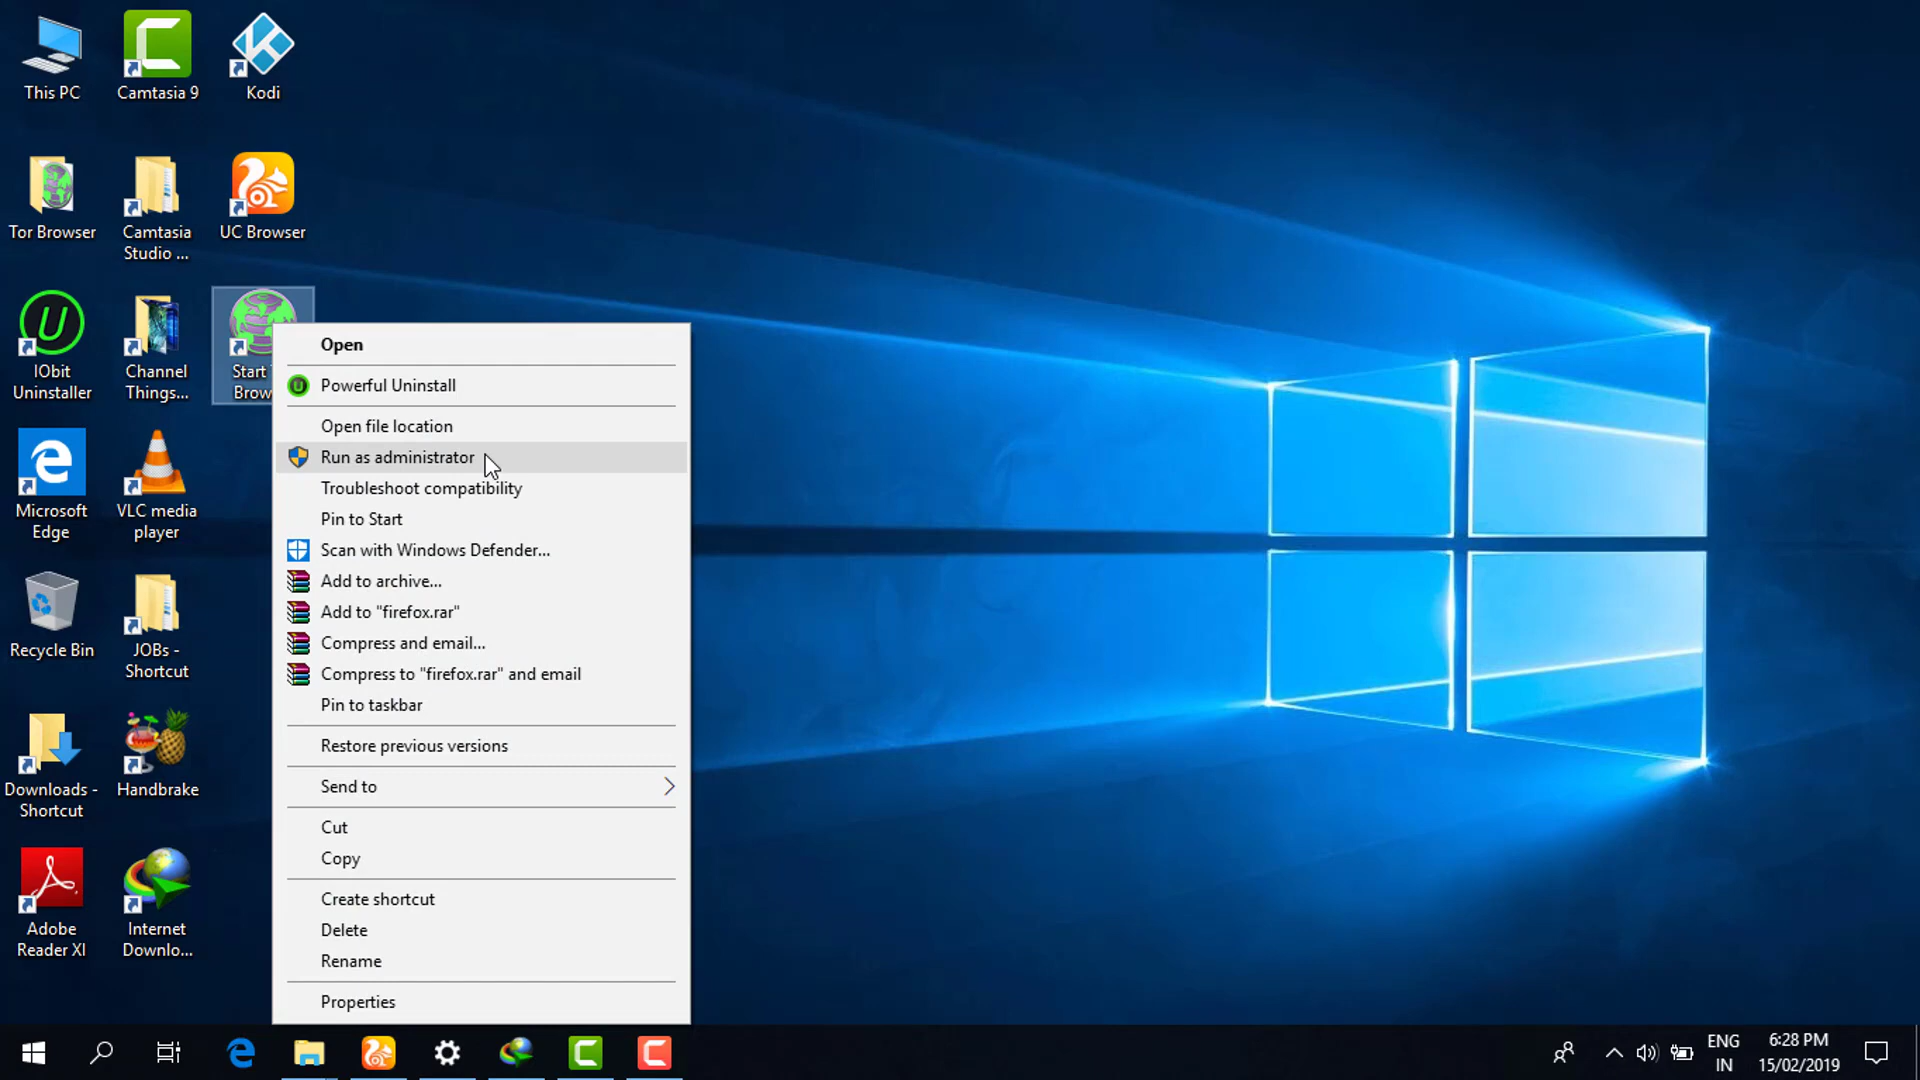 This PC
Camtasia 9
Kodi
Tor Browser
Camtasia
Studio ...
UC Browser
IObit
Uninstaller
Channel
Things...
Start
Brow
Microsoft
Edge
VLC media
player
Recycle Bin
JOBs -
Shortcut
Downloads -
Shortcut
Handbrake
Adobe
Reader XI
Internet
Downlo...
Open
Powerful Uninstall
Open file location
Run as administrator
Troubleshoot compatibility
Pin to Start
Scan with Windows Defender...
Add to archive...
Add to "firefox.rar"
Compress and email...
Compress to "firefox.rar" and email
Pin to taskbar
Restore previous versions
Send to
Cut
Copy
Create shortcut
Delete
Rename
Properties
ENG
IN
6:28 PM
15/02/2019